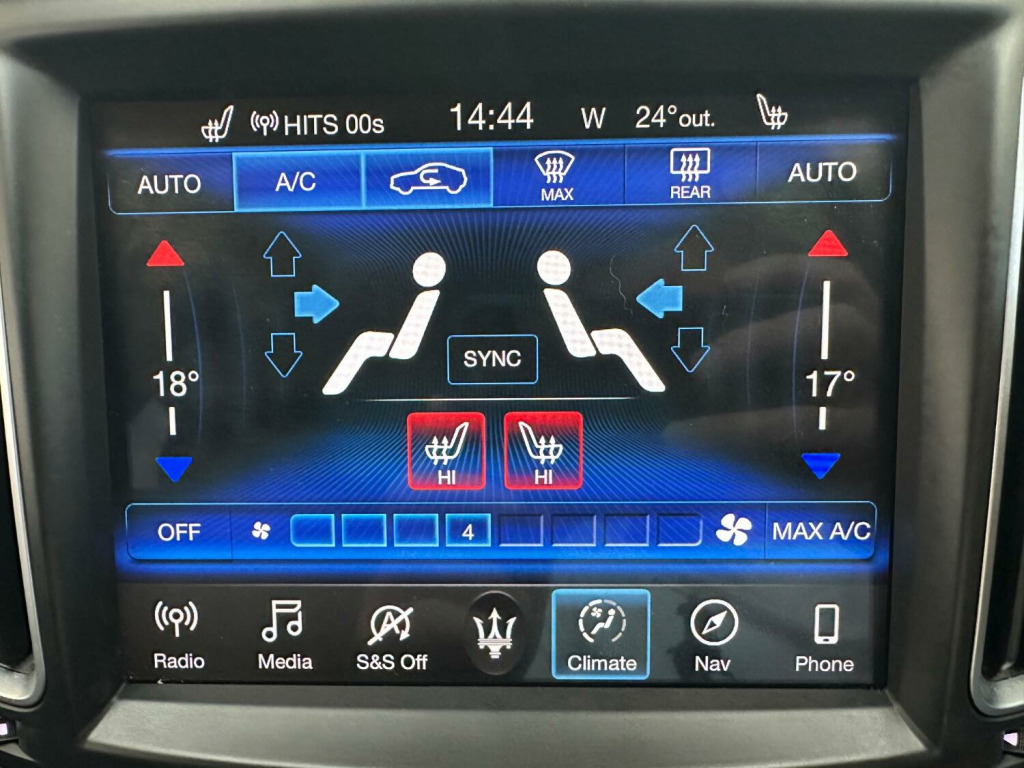 HITS 00s 14:44 W 24° out.
AUTO A/C MAX REAR AUTO
SYNC
18° 17°
HI HI
OFF 4 MAX A/C
Radio Media S&S Off Climate Nav Phone